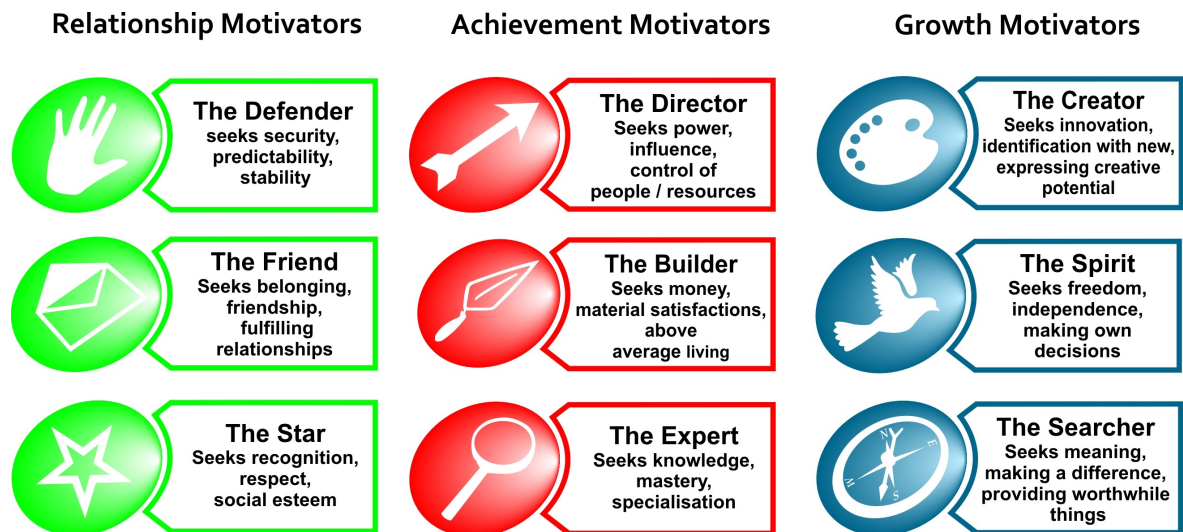 Relationship Motivators
The Defender
seeks security,
predictability,
stability
The Friend
Seeks belonging,
friendship,
fulfilling
relationships
The Star
Seeks recognition,
respect,
social esteem
Achievement Motivators
The Director
Seeks power,
influence,
control of
people / resources
The Builder
Seeks money,
material satisfactions,
above
average living
The Expert
Seeks knowledge,
mastery,
specialisation
Growth Motivators
The Creator
Seeks innovation,
identification with new,
expressing creative
potential
The Spirit
Seeks freedom,
independence,
making own
decisions
N
E
W
S
The Searcher
Seeks meaning,
making a difference,
providing worthwhile
things